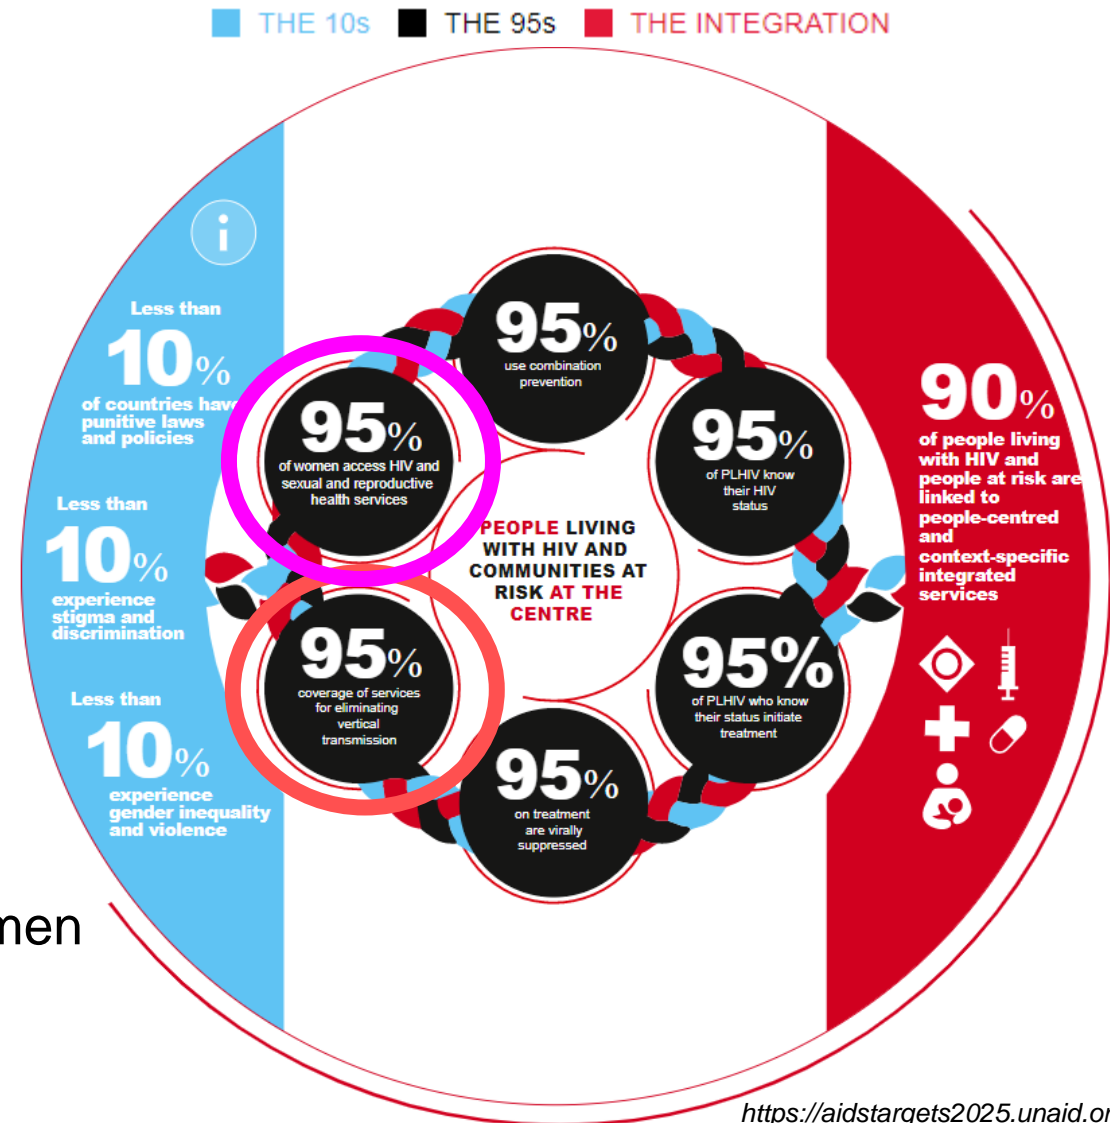 THE 10s THE 95s THE INTEGRATION
i
Less than
10%
of countries have
punitive laws
and policies
Less than
10%
experience
stigma and
discrimination
Less than
10%
experience
gender inequality
and violence
95%
use combination
prevention
95%
of women access HIV and
sexual and reproductive
health services
95%
of PLHIV know
their HIV
status
PEOPLE LIVING
WITH HIV AND
COMMUNITIES AT
RISK AT THE
CENTRE
95%
coverage of services
for eliminating
vertical
transmission
95%
of PLHIV who know
their status initiate
treatment
95%
on treatment
are virally
suppressed
90%
of people living
with HIV and
people at risk are
linked to
people-centred
and
context-specific
integrated
services
men
https://aidstargets2025.unaid.or